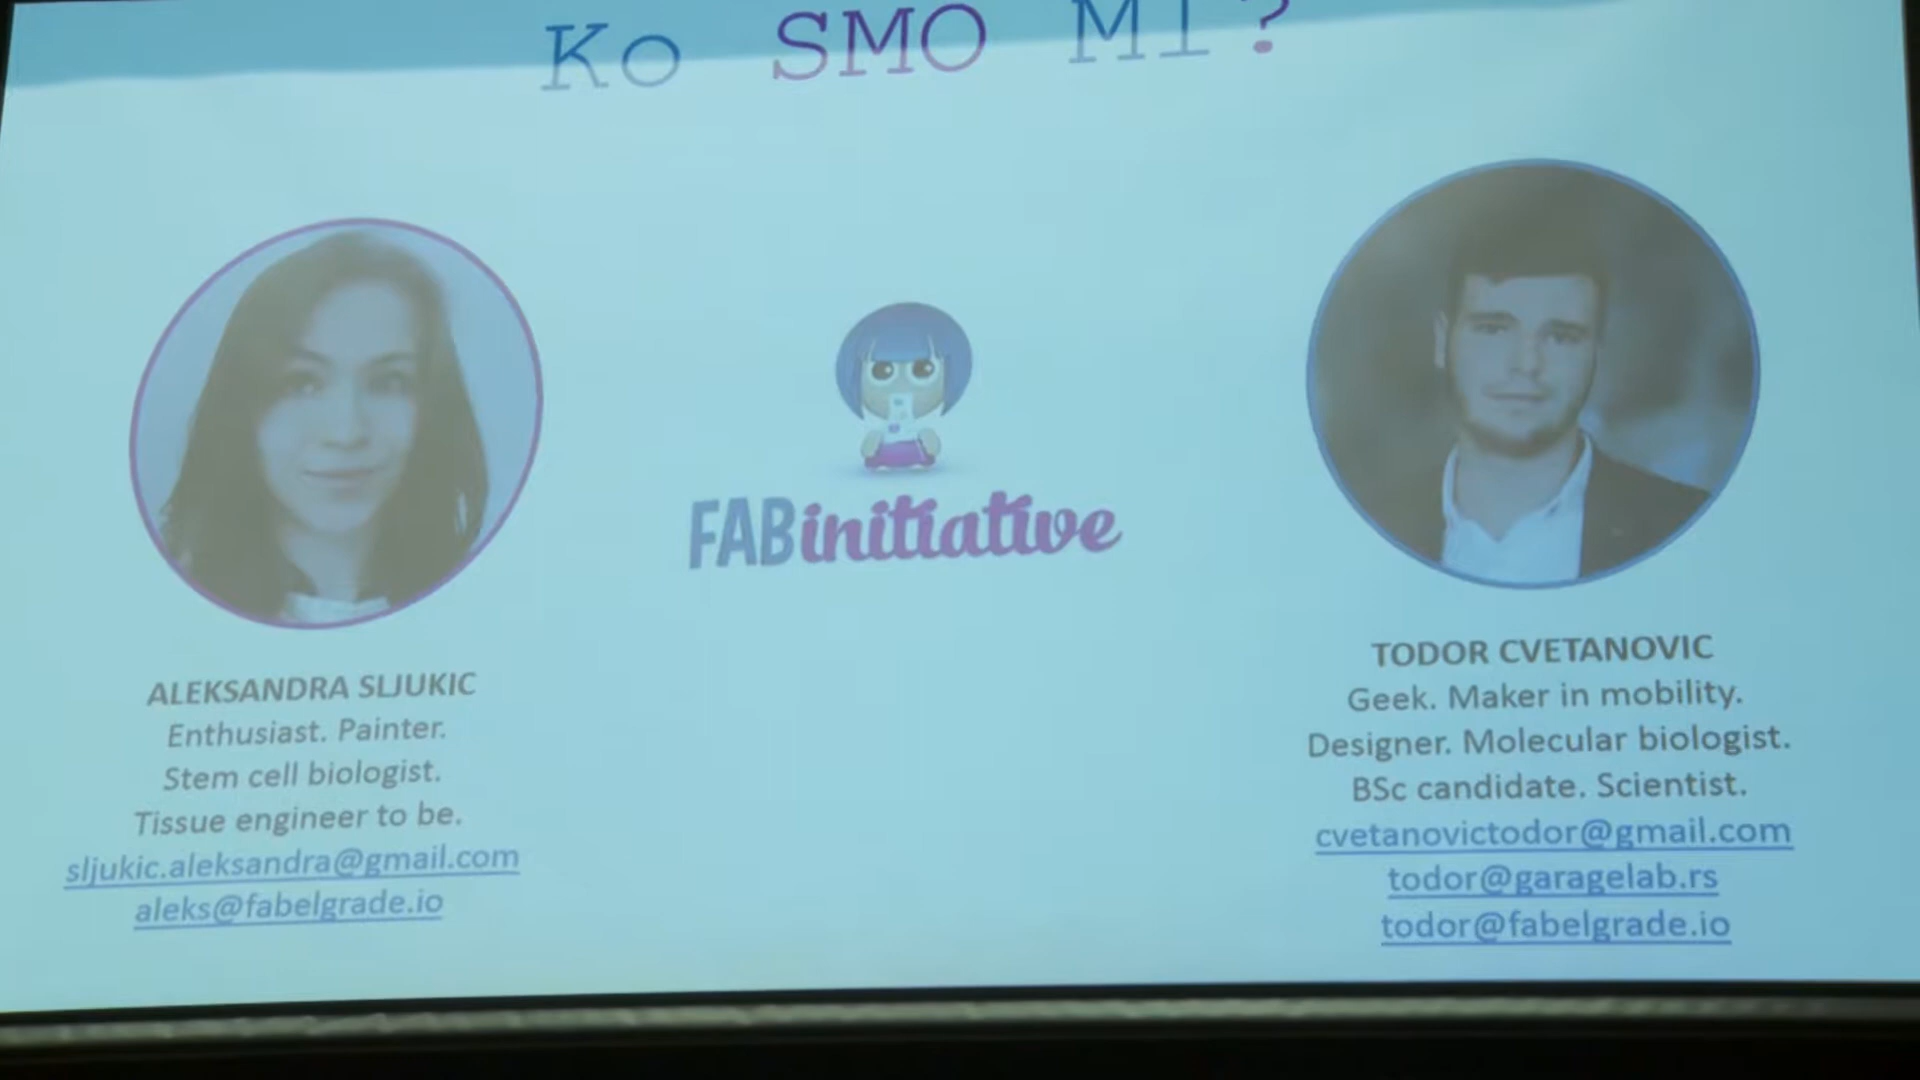 Ko SMO MI?
FABinitiative
ALEKSANDRA SLJUKIC
Enthusiast. Painter.
Stem cell biologist.
Tissue engineer to be.
sljukic.aleksandra@gmail.com
aleks@fabelgrade.io
TODOR CVETANOVIC
Geek. Maker in mobility.
Designer. Molecular biologist.
BSc candidate. Scientist.
cvetanovictodor@gmail.com
todor@garagelab.rs
todor@fabelgrade.io